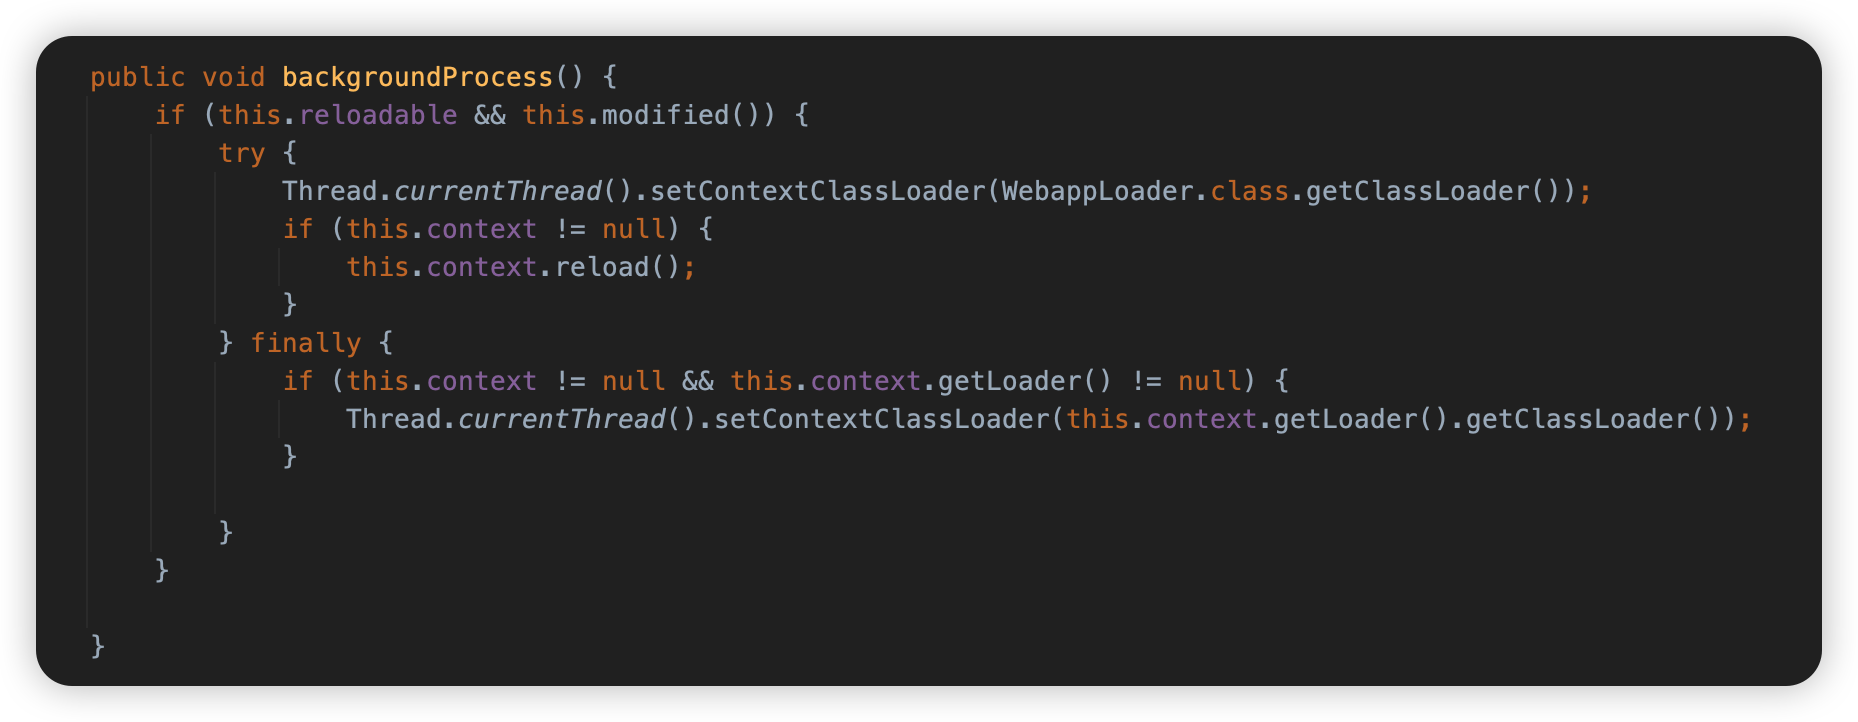 public void backgroundProcess() {
    if (this.reloadable && this.modified()) {
        try {
            Thread.currentThread().setContextClassLoader(WebappLoader.class.getClassLoader());
            if (this.context != null) {
                this.context.reload();
            }
        } finally {
            if (this.context != null && this.context.getLoader() != null) {
                Thread.currentThread().setContextClassLoader(this.context.getLoader().getClassLoader());
            }

        }
    }

}